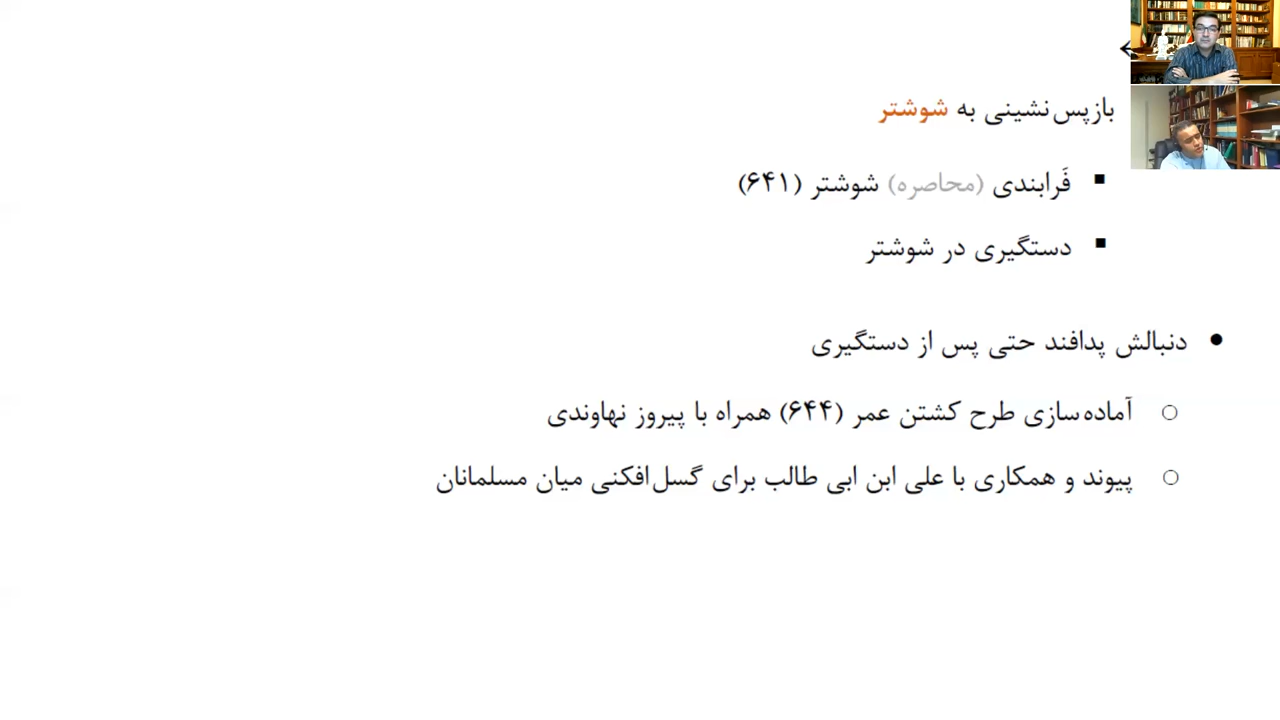 بازپس‌نشینی به شوشتر
فَرابندی (محاصره) شوشتر (۶۴۱)
دستگیری در شوشتر
دنبالش پدافند حتی پس از دستگیری
آماده‌سازی طرح کشتن عمر (۶۴۴) همراه با پیروز نهاوندی
پیوند و همکاری با علی ابن ابی طالب برای گسل‌افکنی میان مسلمانان